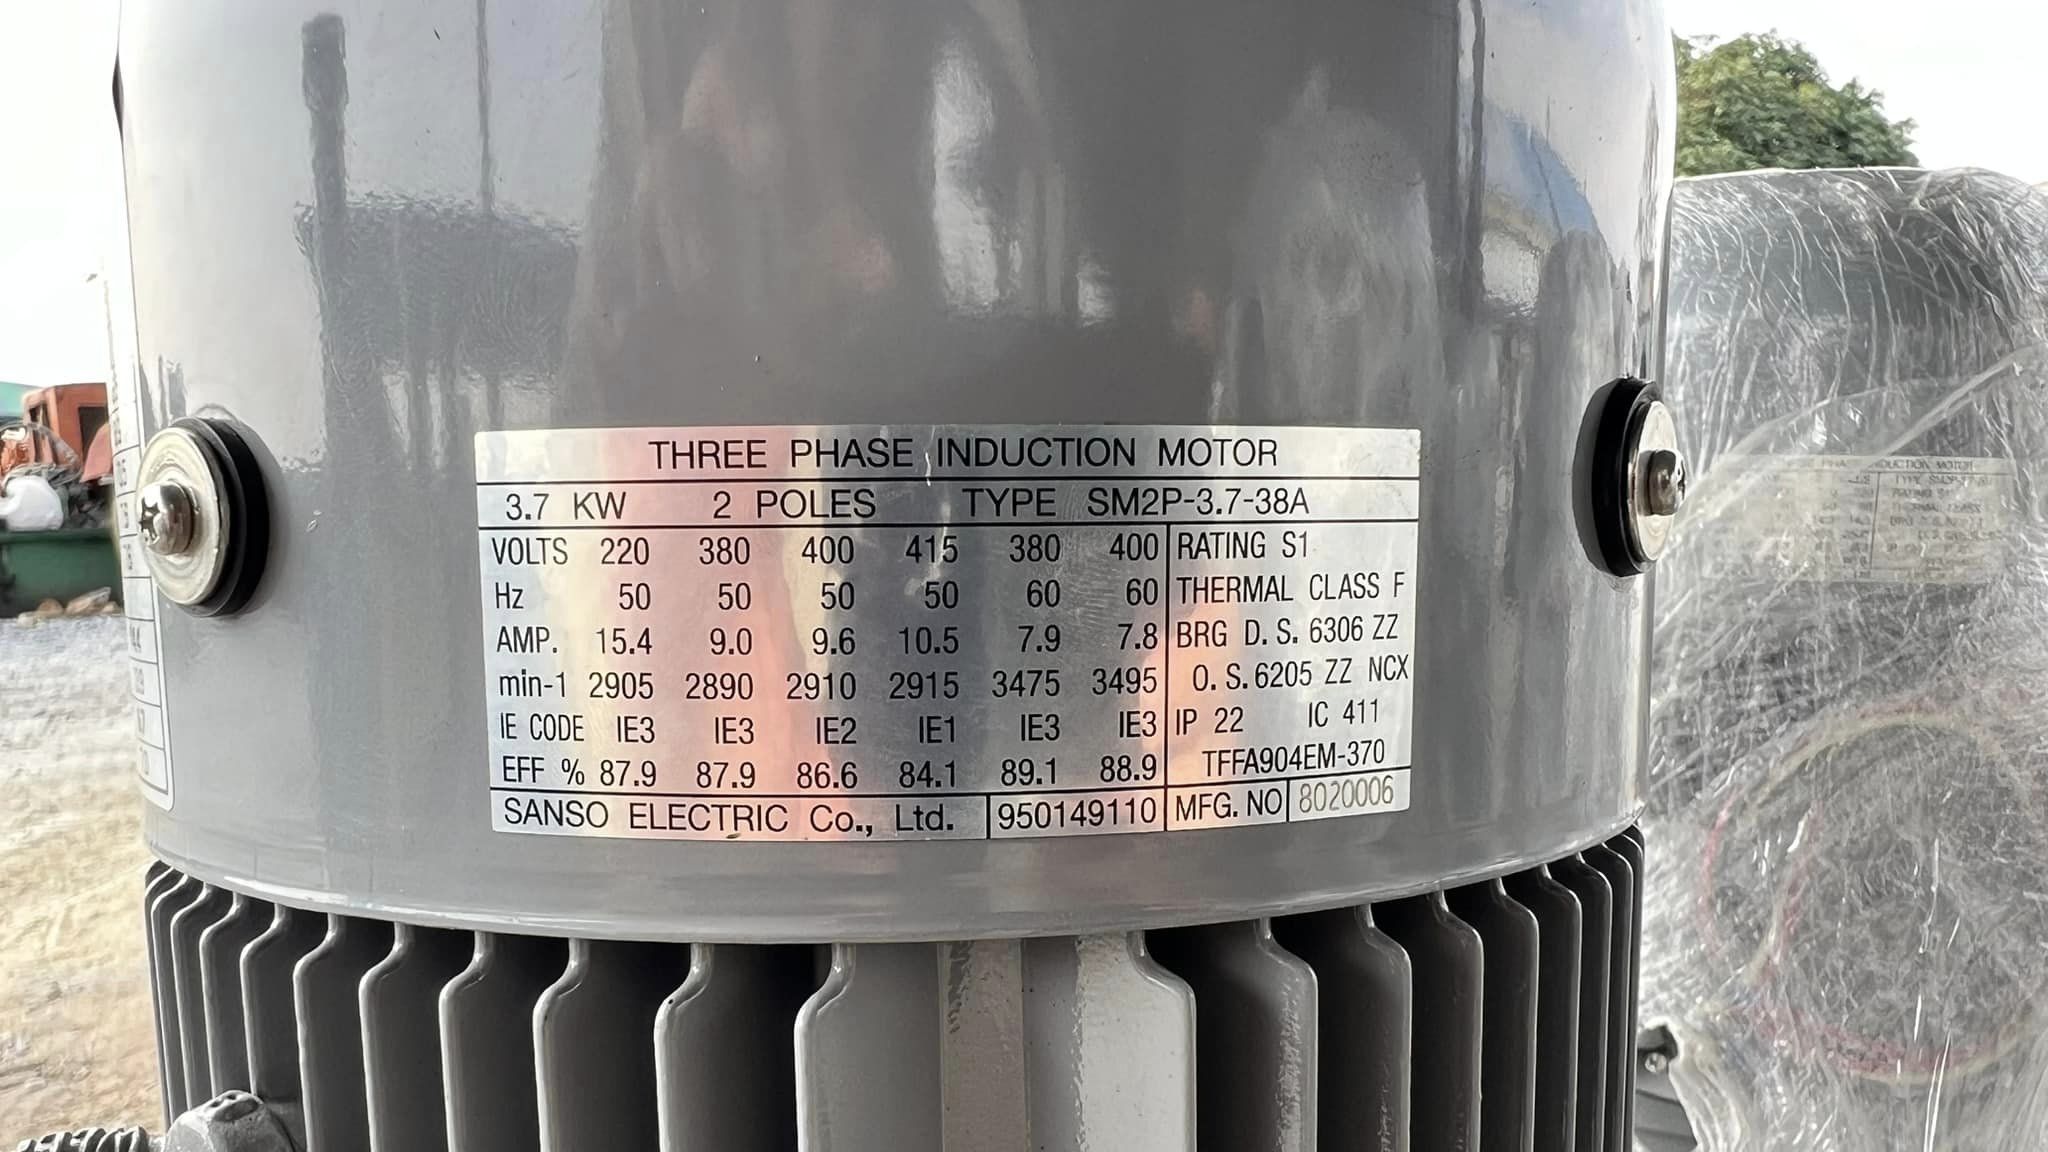 THREE PHASE INDUCTION MOTOR
3.7 KW 2 POLES TYPE SM2P-3.7-38A
VOLTS 220 380 400 415 380 400 RATING S1
Hz 50 50 50 50 60 60 THERMAL CLASS F
AMP. 15.4 9.0 9.6 10.5 7.9 7.8 BRG D.S. 6306 ZZ
min-1 2905 2890 2910 2915 3475 3495 O.S. 6205 ZZ NCX
IE CODE IE3 IE3 IE2 IE1 IE3 IE3 IP 22 IC 411
EFF % 87.9 87.9 86.6 84.1 89.1 88.9 TFFA904EM-370
SANSO ELECTRIC Co., Ltd. 950149110 MFG. NO 8020006
INDUCTION MOTOR